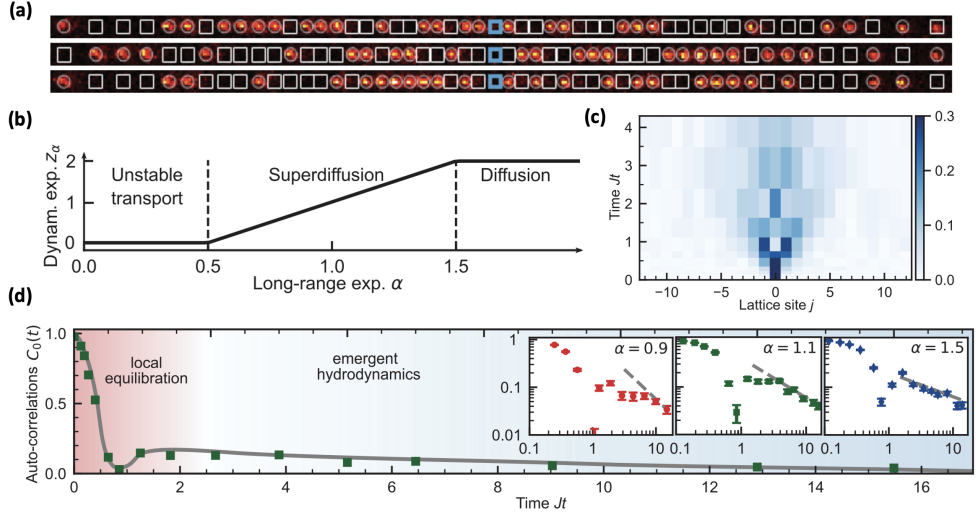 (a)
(b)
Dynam. exp. zα
2
1
0
Unstable
transport
Superdiffusion
Diffusion
0.0
0.5
1.0
1.5
Long-range exp. α
(c)
Time Jt
4
3
2
1
0
−10
−5
0
5
10
Lattice site j
0.3
0.2
0.1
0.0
(d)
Auto-correlations C₀(t)
1.0
0.5
0.0
local
equilibration
emergent
hydrodynamics
1
0.1
0.01
α = 0.9
0.1
1
10
α = 1.1
0.1
1
10
α = 1.5
0.1
1
10
0
2
4
6
8
10
12
14
16
Time Jt